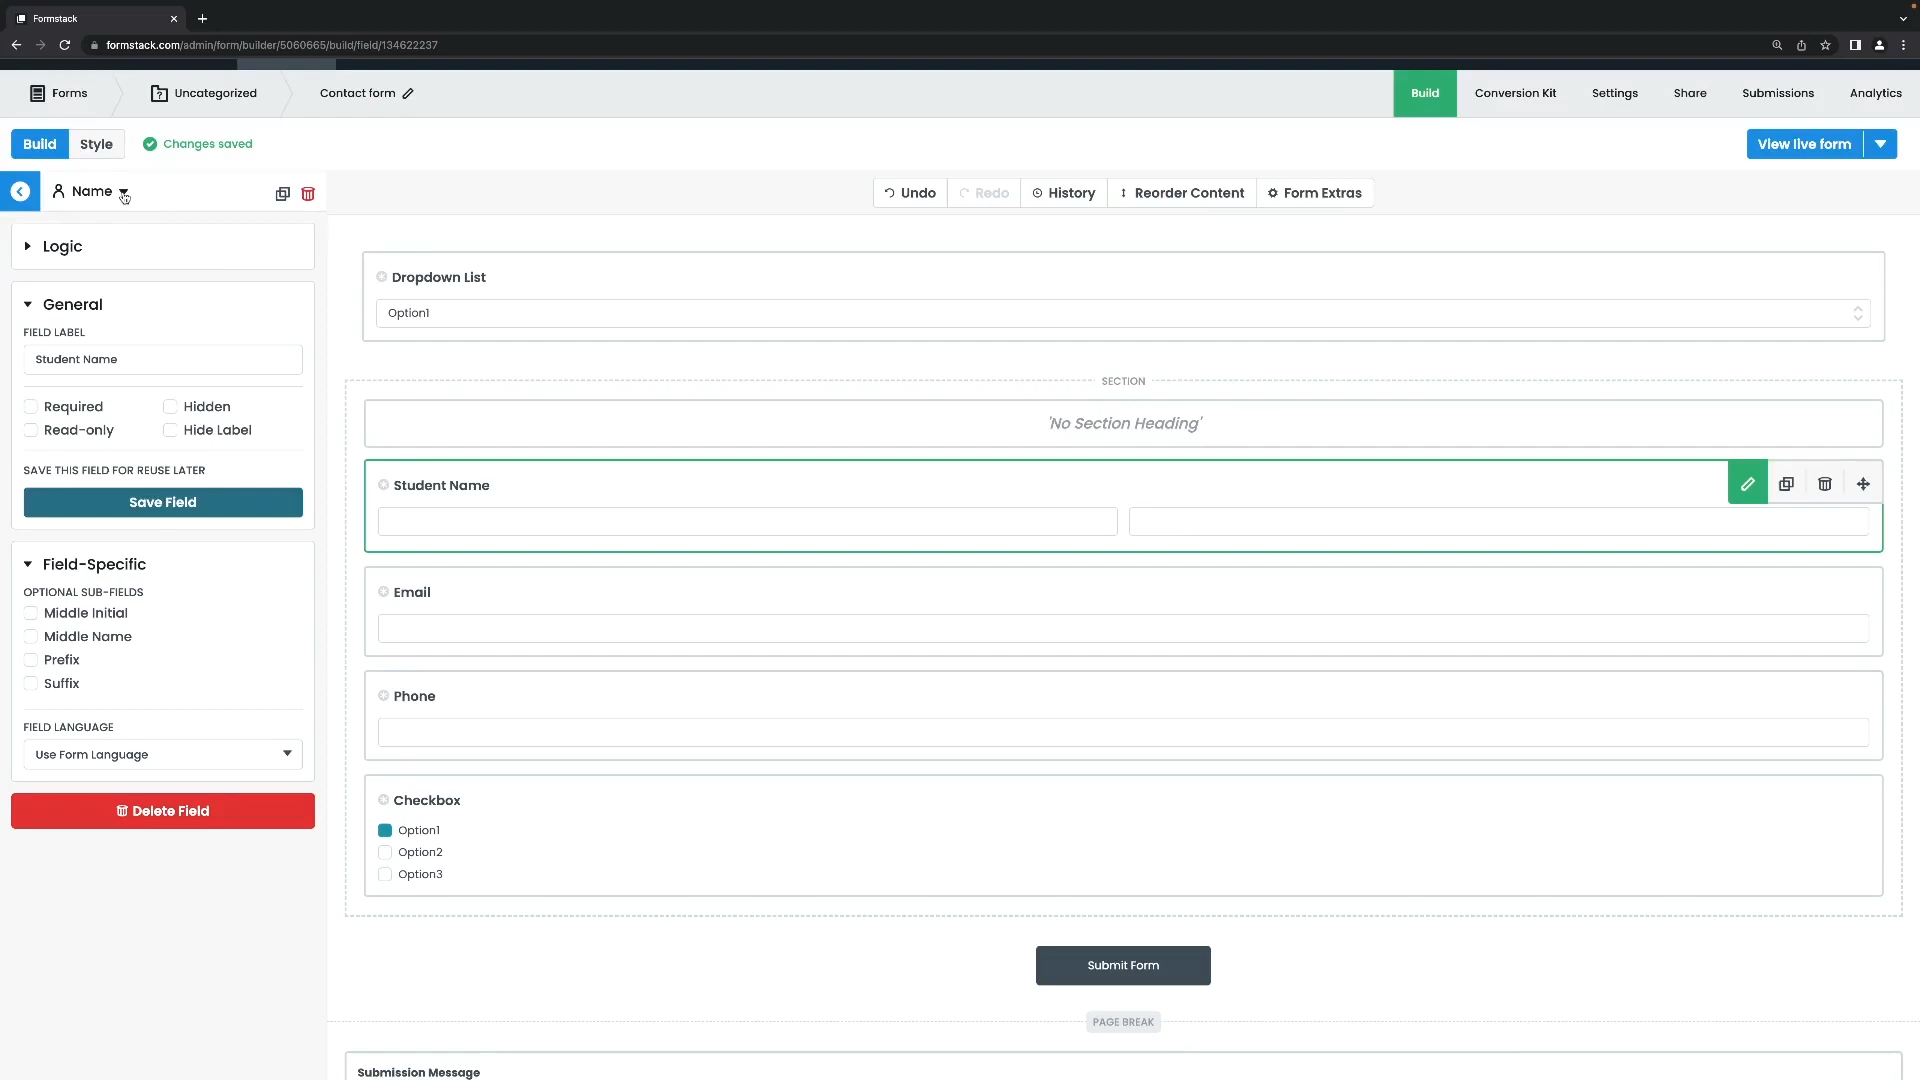 Formstack
formstack.com/admin/form/builder/5060665/build/field/134622237
Forms
Uncategorized
Contact form
Build
Conversion Kit
Settings
Share
Submissions
Analytics
Build
Style
Changes saved
View live form
Name
Undo
Redo
History
Reorder Content
Form Extras
Logic
General
FIELD LABEL
Student Name
Required
Hidden
Read-only
Hide Label
SAVE THIS FIELD FOR REUSE LATER
Save Field
Field-Specific
OPTIONAL SUB-FIELDS
Middle Initial
Middle Name
Prefix
Suffix
FIELD LANGUAGE
Use Form Language
Delete Field
Dropdown List
Option1
SECTION
'No Section Heading'
Student Name
Email
Phone
Checkbox
Option1
Option2
Option3
Submit Form
PAGE BREAK
Submission Message